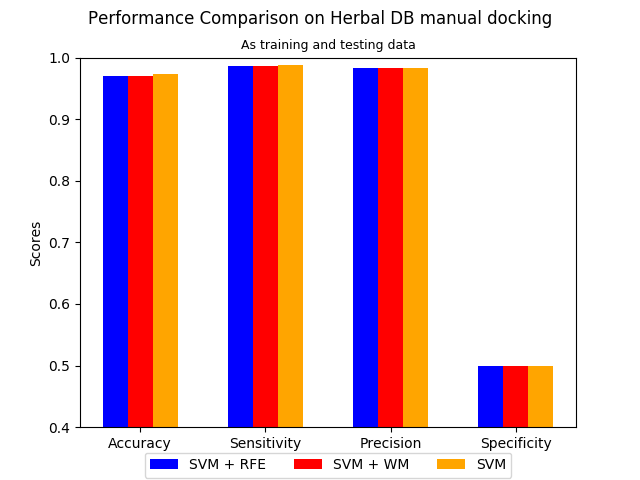 Performance Comparison on Herbal DB manual docking
As training and testing data
1.0
0.9
0.8
0.7
0.6
0.5
0.4
Scores
Accuracy Sensitivity Precision Specificity
SVM + RFE SVM + WM SVM